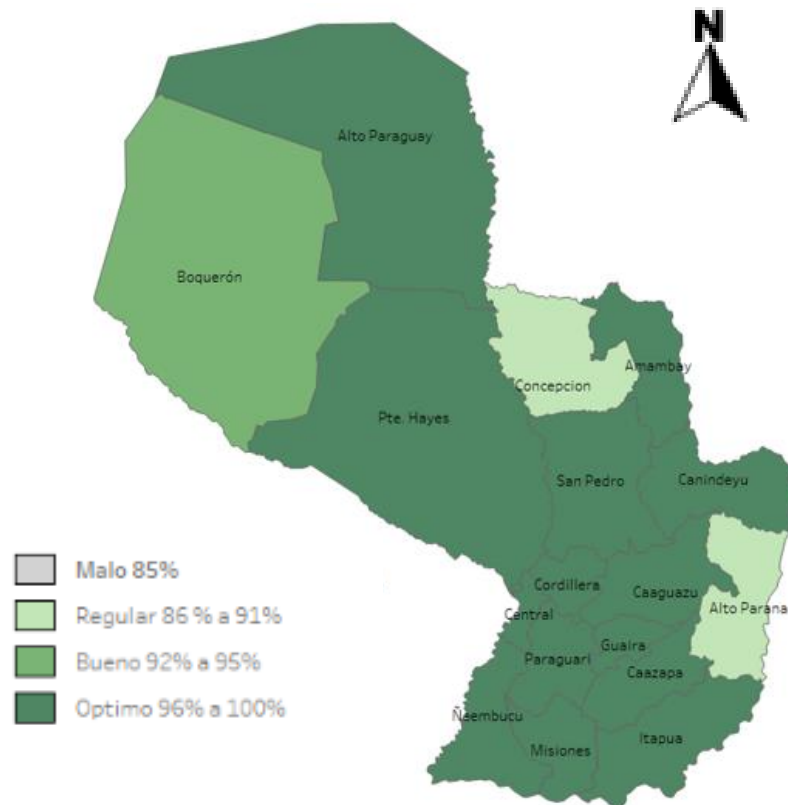 N
Alto Paraguay
Boquerón
Concepcion
Amambay
Pte. Hayes
San Pedro
Canindeyu
Malo 85%
Regular 86 % a 91%
Bueno 92% a 95%
Optimo 96% a 100%
Cordillera
Caaguazu
Alto Parana
Central
Guaira
Paraguari
Caazapa
Ñeembucu
Misiones
Itapua